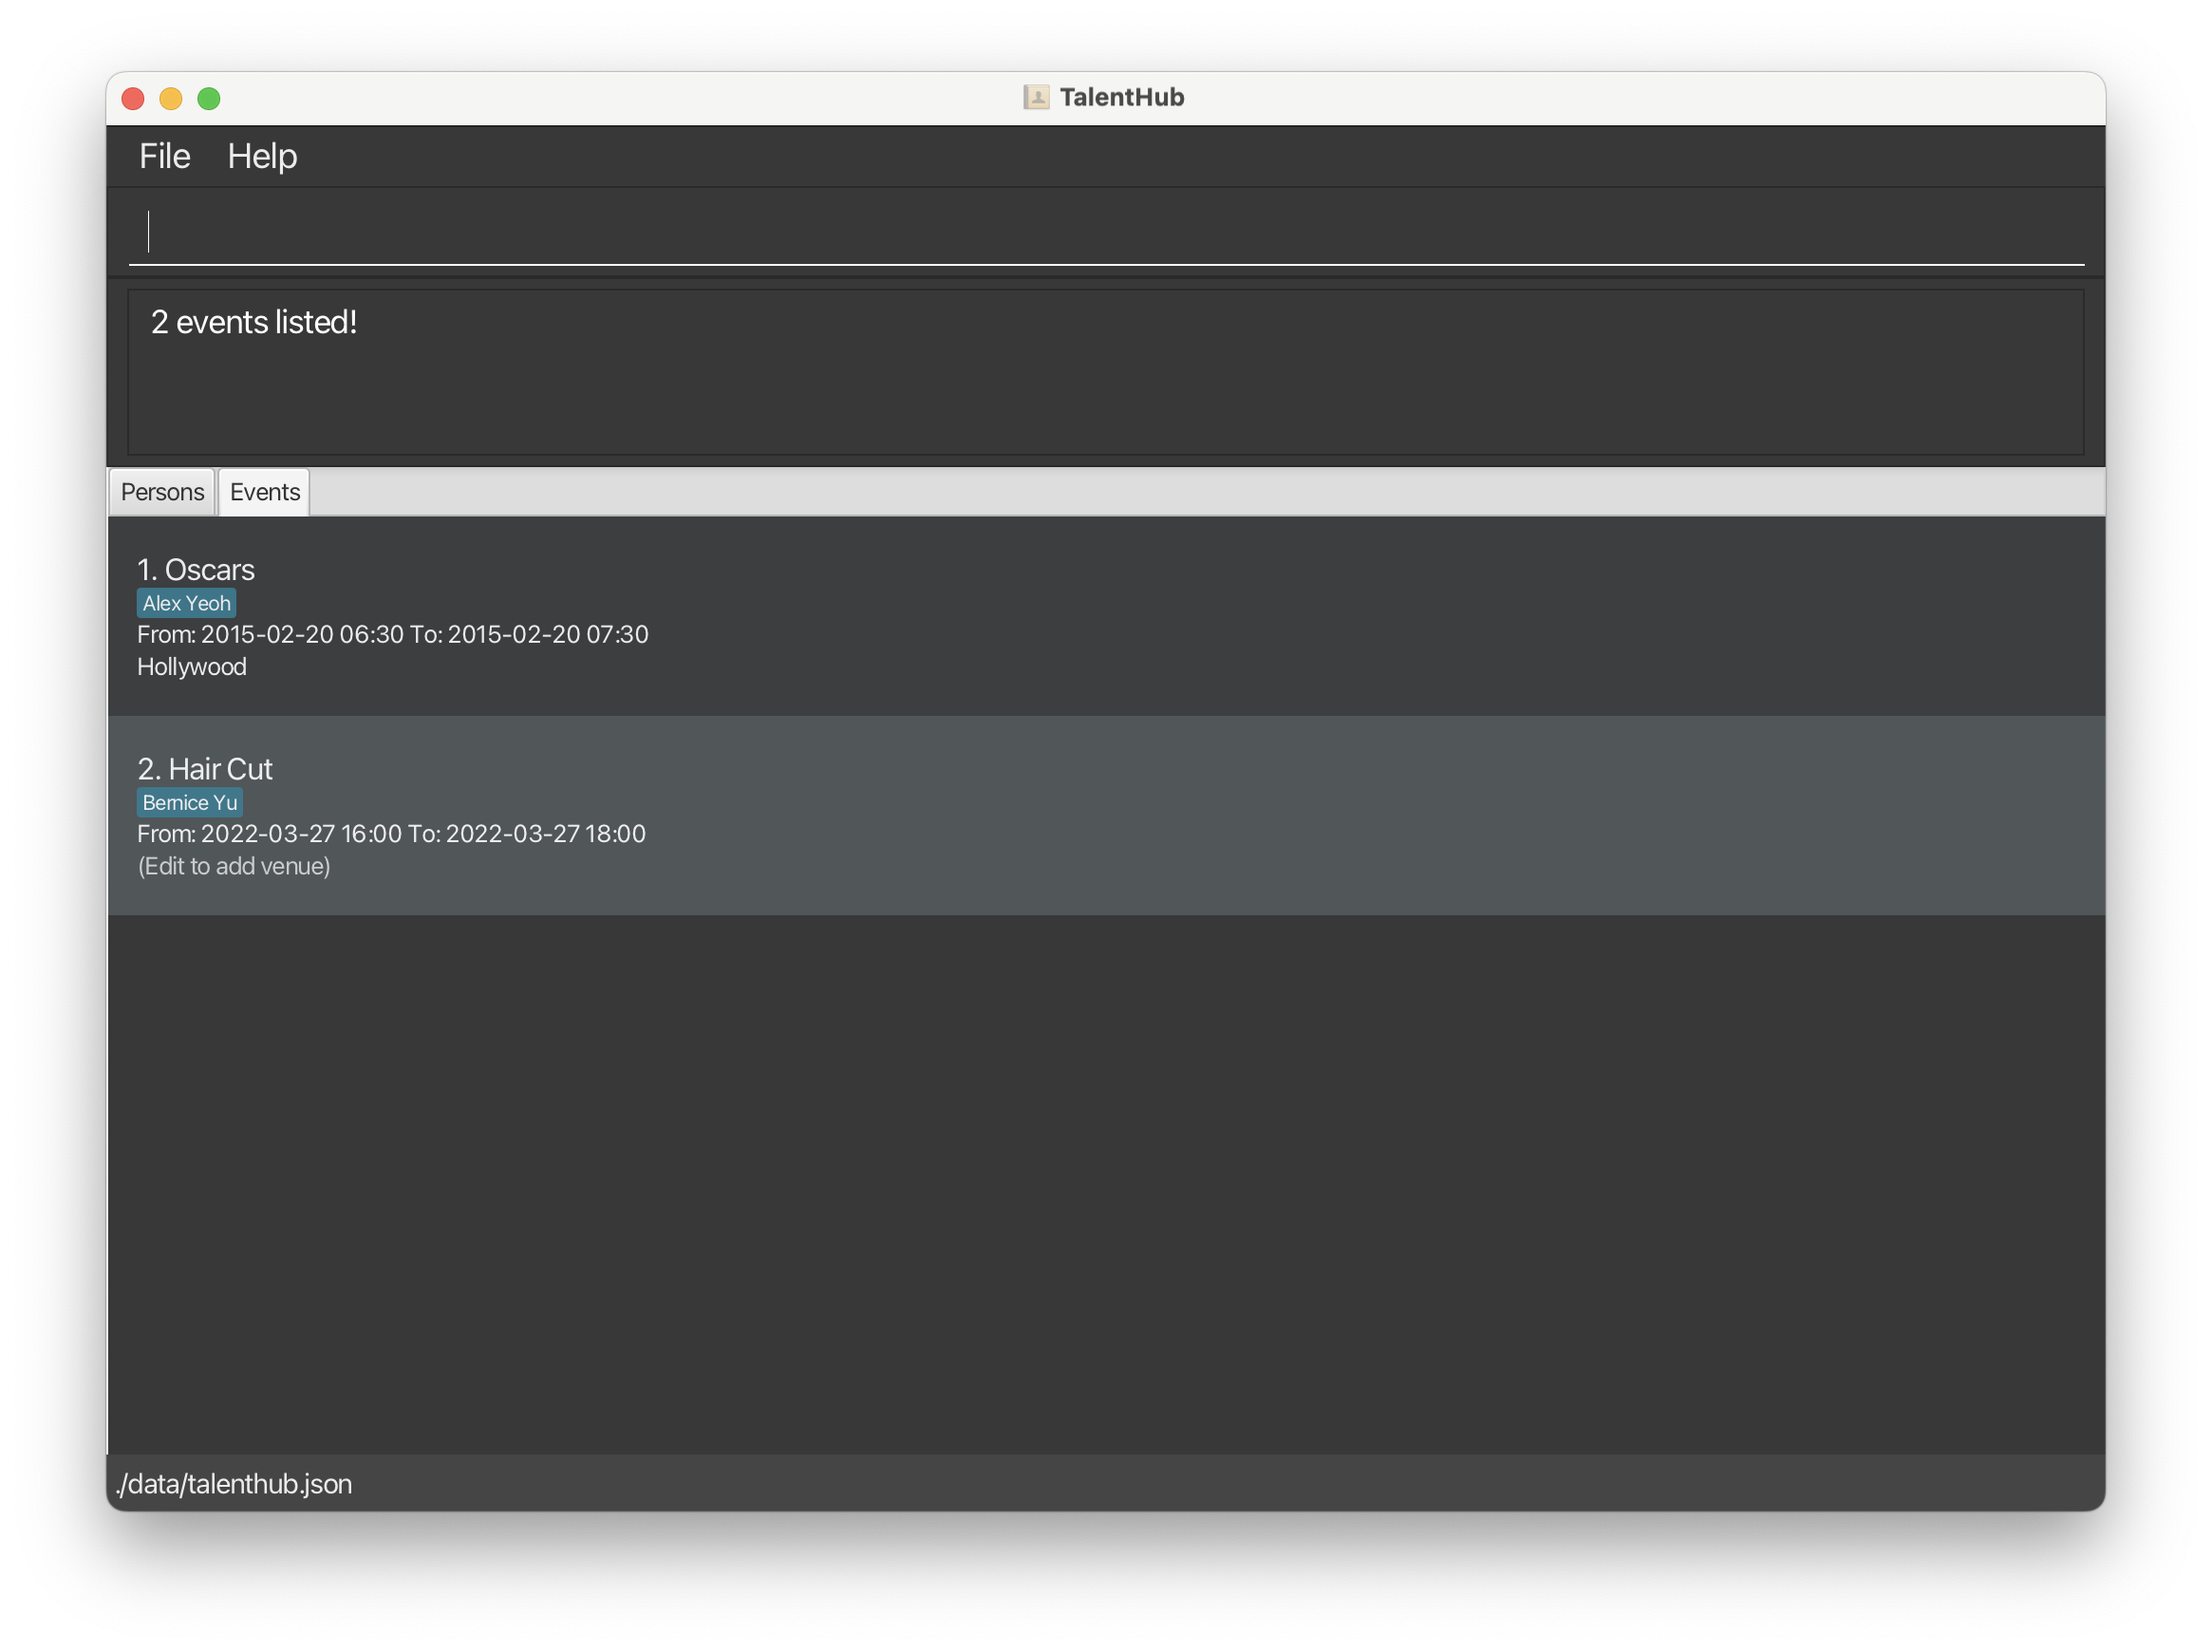 TalentHub
File Help
2 events listed!
Persons Events
1. Oscars
Alex Yeoh
From: 2015-02-20 06:30 To: 2015-02-20 07:30
Hollywood
2. Hair Cut
Bernice Yu
From: 2022-03-27 16:00 To: 2022-03-27 18:00
(Edit to add venue)
./data/talenthub.json